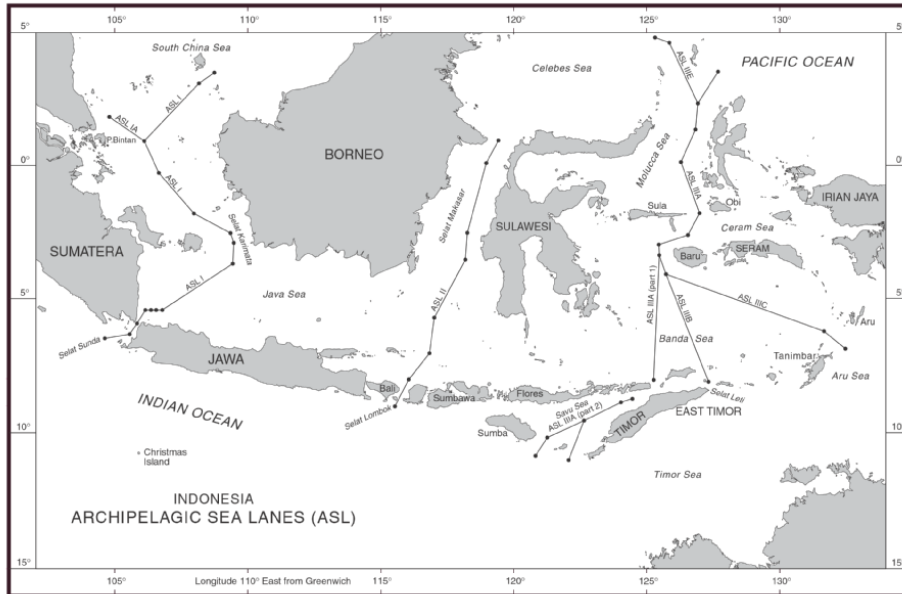 105°
110°
115°
120°
125°
130°
5°
5°
South China Sea
Celebes Sea
PACIFIC OCEAN
ASL IIIE
ASL I
ASL IA
P.Bintan
BORNEO
Molucca Sea
0°
0°
ASL I
Selat Makasar
ASL IIIA
IRIAN JAYA
Sula
Obi
SUMATERA
Selat Karimata
SULAWESI
Ceram Sea
SERAM
Baru
ASL I
Java Sea
ASL II
ASL IIIA (part 1)
ASL IIIB
ASL IIIC
5°
5°
Aru
Selat Sunda
Banda Sea
JAWA
Tanimbar
Aru Sea
Bali
Sumbawa
Flores
Selat Leti
Selat Lombok
Savu Sea
ASL IIIA (part 2)
EAST TIMOR
INDIAN OCEAN
Sumba
TIMOR
10°
10°
Christmas
Island
Timor Sea
INDONESIA
ARCHIPELAGIC SEA LANES (ASL)
15°
15°
105°
Longitude 110° East from Greenwich
115°
120°
125°
130°